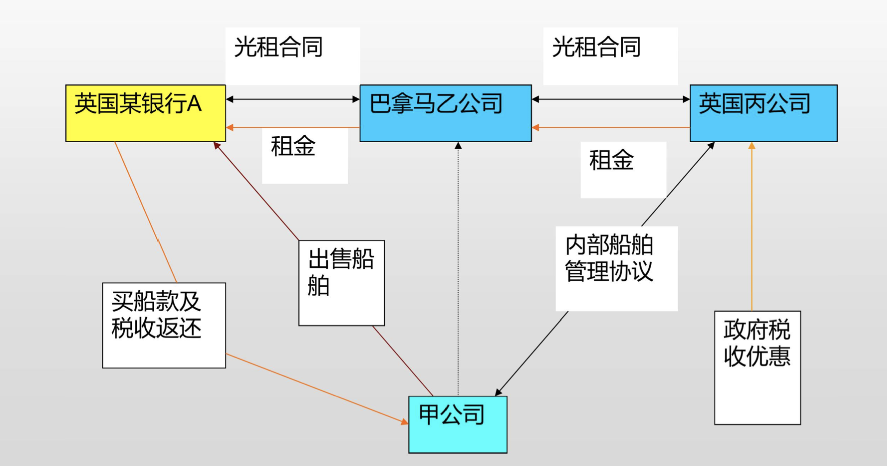 光租合同
光租合同
英国某银行A
巴拿马乙公司
英国丙公司
租金
租金
出售船
舶
内部船舶
管理协议
买船款及
税收返还
政府税
收优惠
甲公司